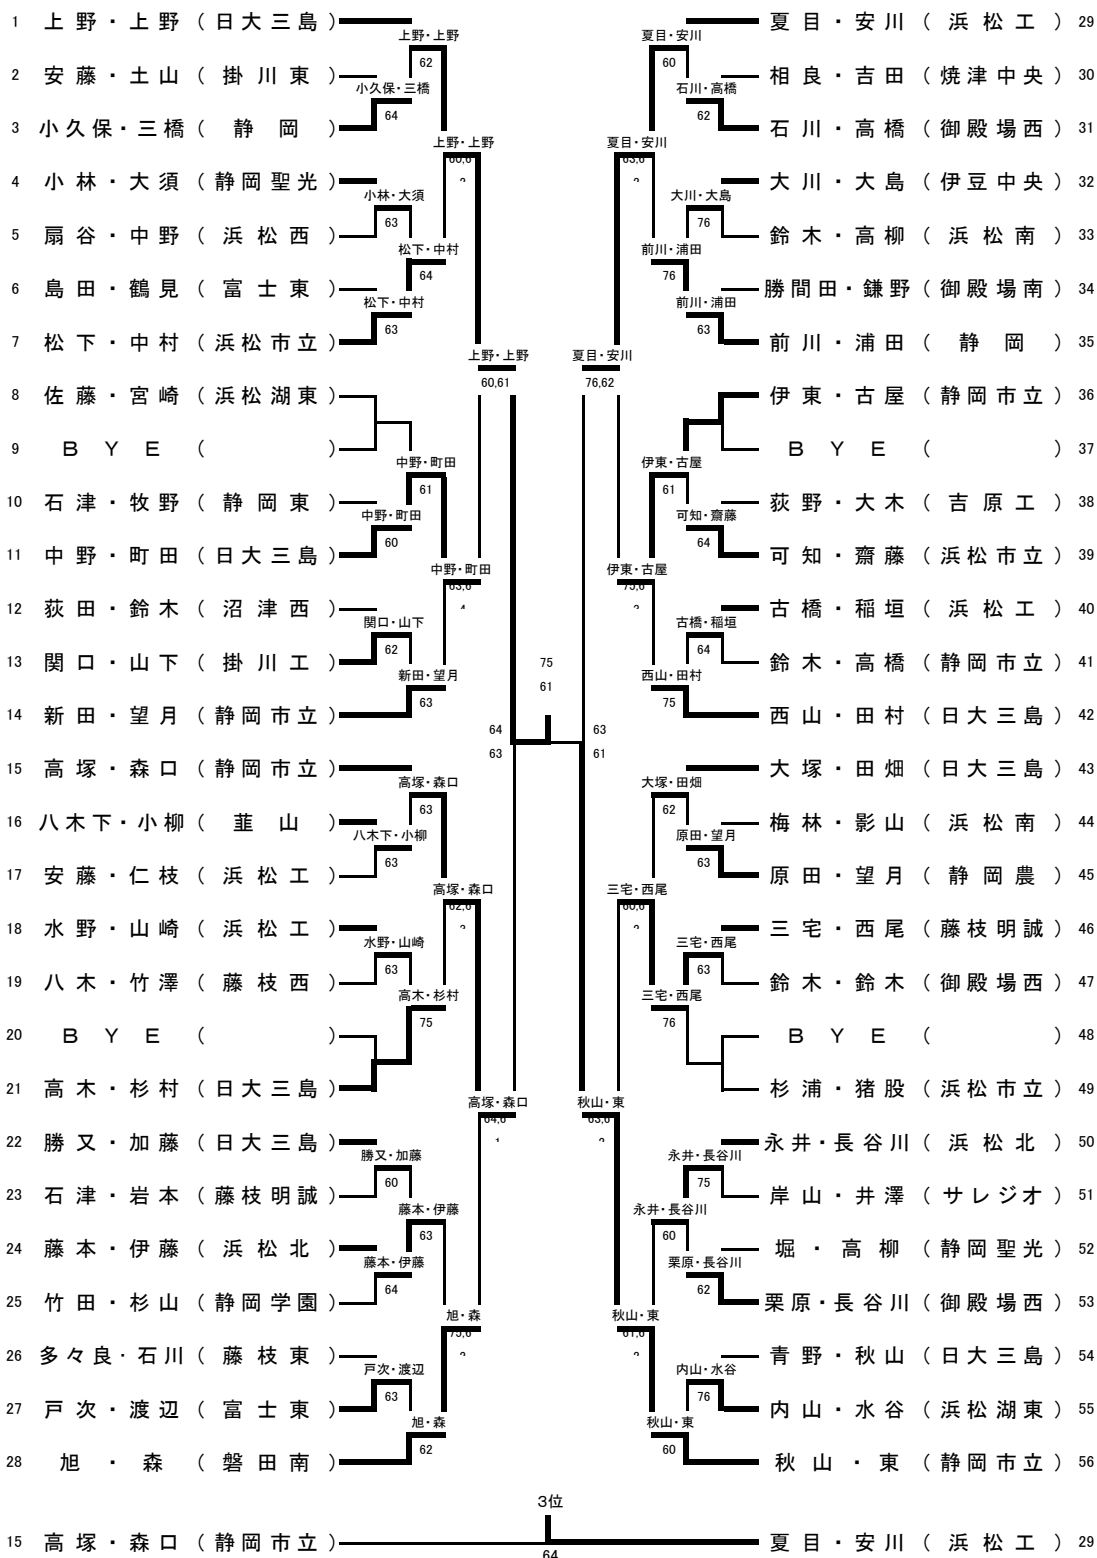 1 上野・上野 (日大三島) 夏目・安川 (浜松工) 29
上野・上野 夏目・安川
62 60
2 安藤・土山 (掛川東) 相良・吉田 (焼津中央) 30
小久保・三橋 石川・高橋
64 62
3 小久保・三橋 (静岡) 石川・高橋 (御殿場西) 31
上野・上野 夏目・安川
60,6 63,6
4 小林・大須 (静岡聖光) 大川・大島 (伊豆中央) 32
小林・大須 大川・大島
63 76
5 扇谷・中野 (浜松西) 鈴木・高柳 (浜松南) 33
松下・中村 前川・浦田
64 76
6 島田・鶴見 (富士東) 勝間田・鎌野 (御殿場南) 34
松下・中村 前川・浦田
63 63
7 松下・中村 (浜松市立) 前川・浦田 (静岡) 35
上野・上野 夏目・安川
60,61 76,62
8 佐藤・宮崎 (浜松湖東) 伊東・古屋 (静岡市立) 36
9 BYE ( ) BYE ( ) 37
中野・町田 伊東・古屋
61 61
10 石津・牧野 (静岡東) 荻野・大木 (吉原工) 38
中野・町田 可知・齋藤
60 64
11 中野・町田 (日大三島) 可知・齋藤 (浜松市立) 39
中野・町田 伊東・古屋
63,6 75,6
12 荻田・鈴木 (沼津西) 古橋・稲垣 (浜松工) 40
関口・山下 古橋・稲垣
62 64
13 関口・山下 (掛川工) 鈴木・高橋 (静岡市立) 41
75
新田・望月 西山・田村
61
63 75
14 新田・望月 (静岡市立) 西山・田村 (日大三島) 42
64 63
63 61
15 高塚・森口 (静岡市立) 大塚・田畑 (日大三島) 43
高塚・森口 大塚・田畑
63 62
16 八木下・小柳 (韮山) 梅林・影山 (浜松南) 44
八木下・小柳 原田・望月
63 63
17 安藤・仁枝 (浜松工) 原田・望月 (静岡農) 45
高塚・森口 三宅・西尾
62,6 60,6
18 水野・山崎 (浜松工) 三宅・西尾 (藤枝明誠) 46
水野・山崎 三宅・西尾
63 63
19 八木・竹澤 (藤枝西) 鈴木・鈴木 (御殿場西) 47
高木・杉村 三宅・西尾
75 76
20 BYE ( ) BYE ( ) 48
21 高木・杉村 (日大三島) 杉浦・猪股 (浜松市立) 49
高塚・森口 秋山・東
64,6 63,6
22 勝又・加藤 (日大三島) 永井・長谷川 (浜松北) 50
勝又・加藤 永井・長谷川
60 75
23 石津・岩本 (藤枝明誠) 岸山・井澤 (サレジオ) 51
藤本・伊藤 永井・長谷川
63 60
24 藤本・伊藤 (浜松北) 堀・高柳 (静岡聖光) 52
藤本・伊藤 栗原・長谷川
64 62
25 竹田・杉山 (静岡学園) 栗原・長谷川 (御殿場西) 53
旭・森 秋山・東
75,6 61,6
26 多々良・石川 (藤枝東) 青野・秋山 (日大三島) 54
戸次・渡辺 内山・水谷
63 76
27 戸次・渡辺 (富士東) 内山・水谷 (浜松湖東) 55
旭・森 秋山・東
62 60
28 旭・森 (磐田南) 秋山・東 (静岡市立) 56
3位
15 高塚・森口 (静岡市立) 夏目・安川 (浜松工) 29
64